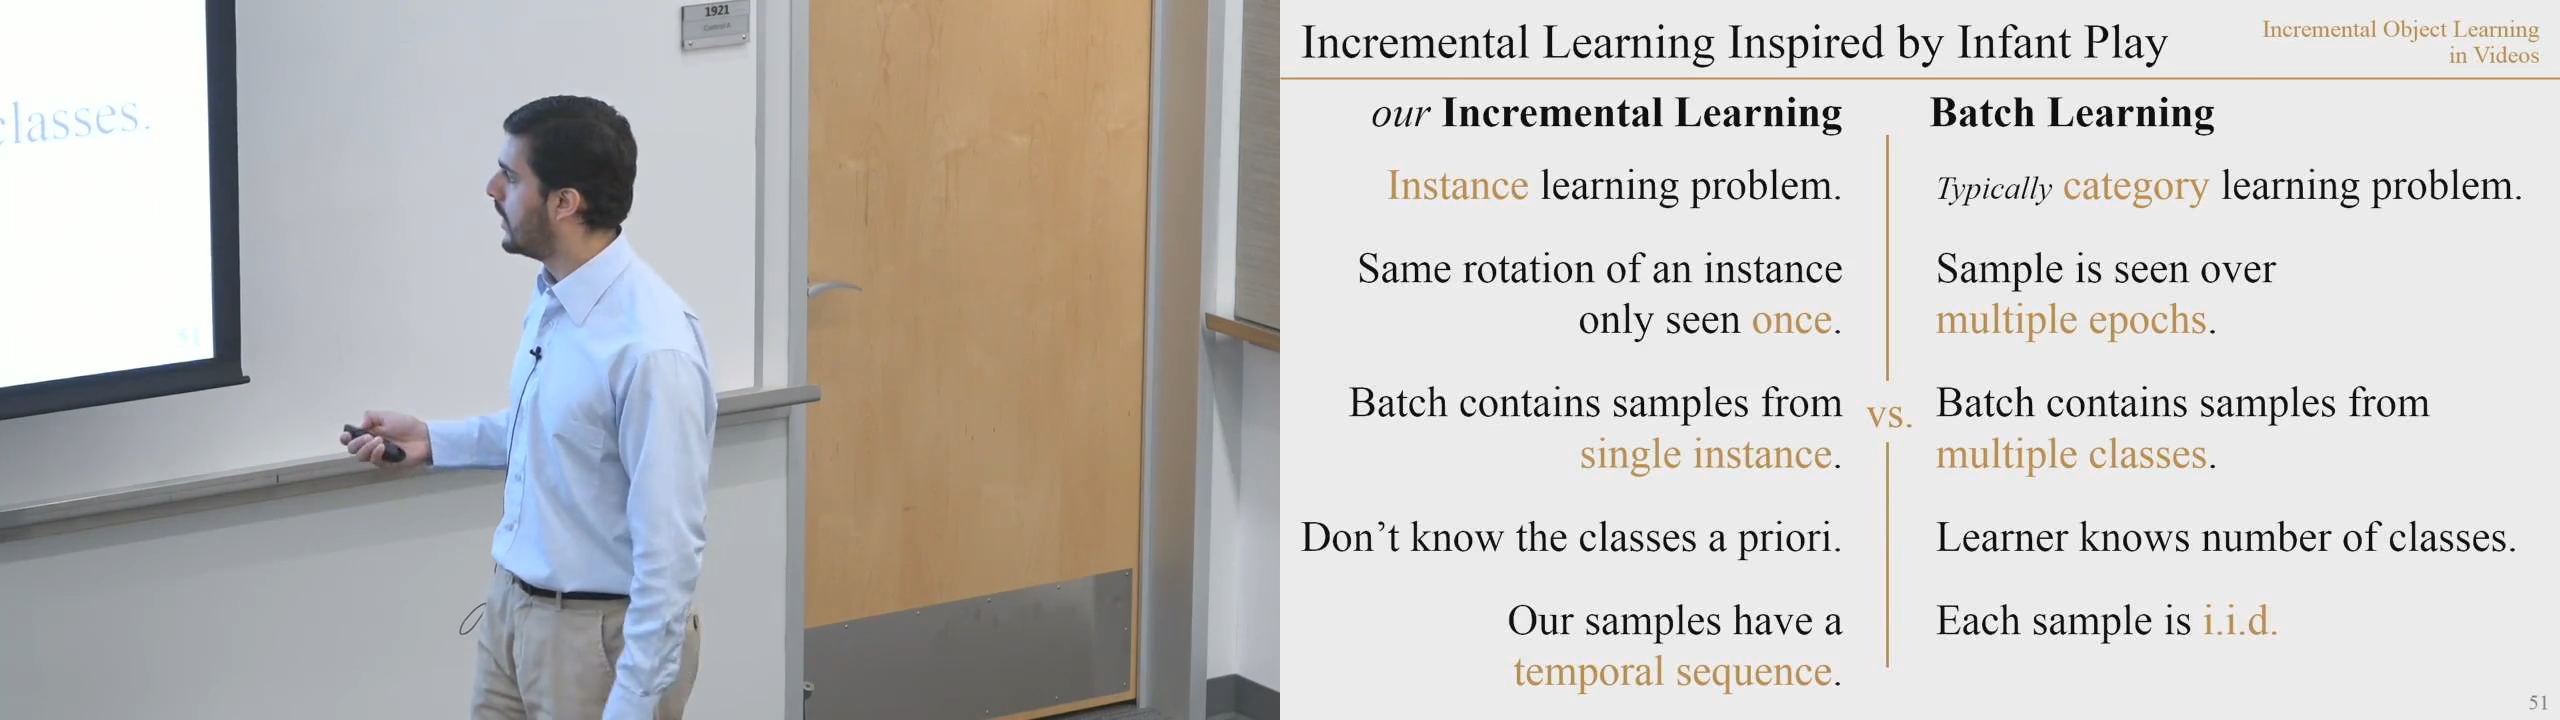 1921
classes.
51
Incremental Learning Inspired by Infant Play
Incremental Object Learning
in Videos
our Incremental Learning
Instance learning problem.
Same rotation of an instance
only seen once.
Batch contains samples from
single instance.
Don't know the classes a priori.
Our samples have a
temporal sequence.
vs.
Batch Learning
Typically category learning problem.
Sample is seen over
multiple epochs.
Batch contains samples from
multiple classes.
Learner knows number of classes.
Each sample is i.i.d.
51